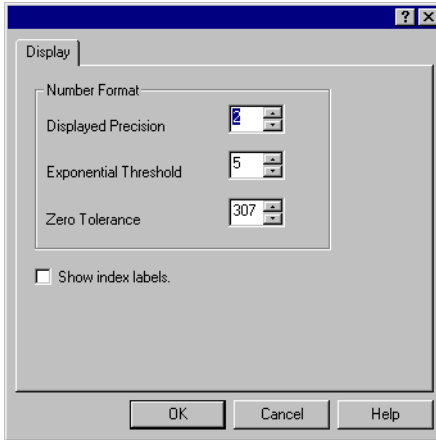 Display
Number Format
Displayed Precision 2
Exponential Threshold 5
Zero Tolerance 307
Show index labels.
OK Cancel Help